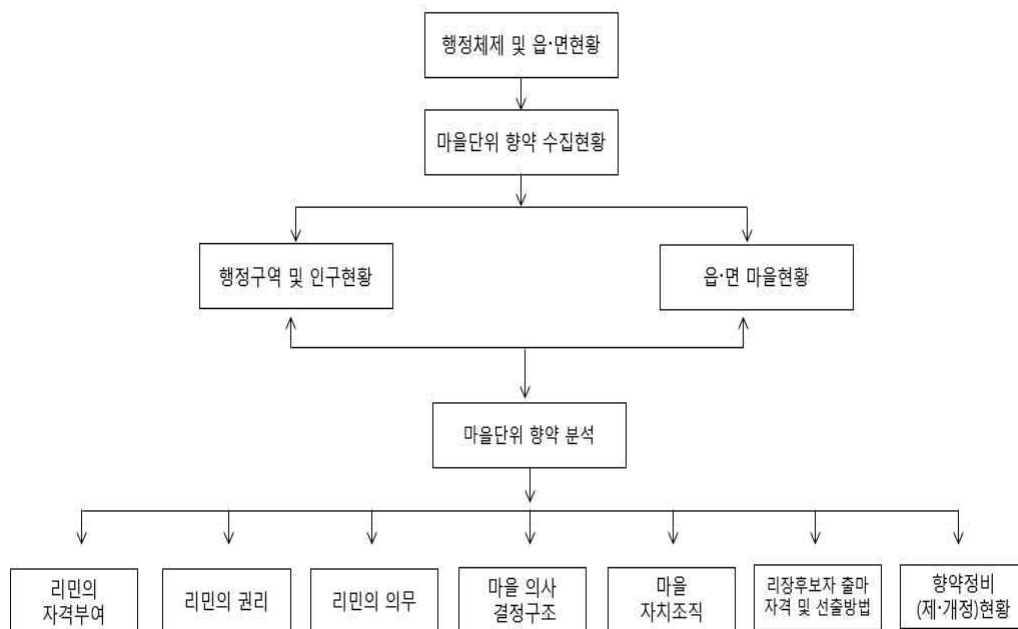 행정체제 및 읍·면현황
마을단위 향약 수집현황
행정구역 및 인구현황
읍·면 마을현황
마을단위 향약 분석
리민의
자격부여
리민의 권리
리민의 의무
마을 의사
결정구조
마을
자치조직
리장후보자 출마
자격 및 선출방법
향약정비
(제·개정)현황